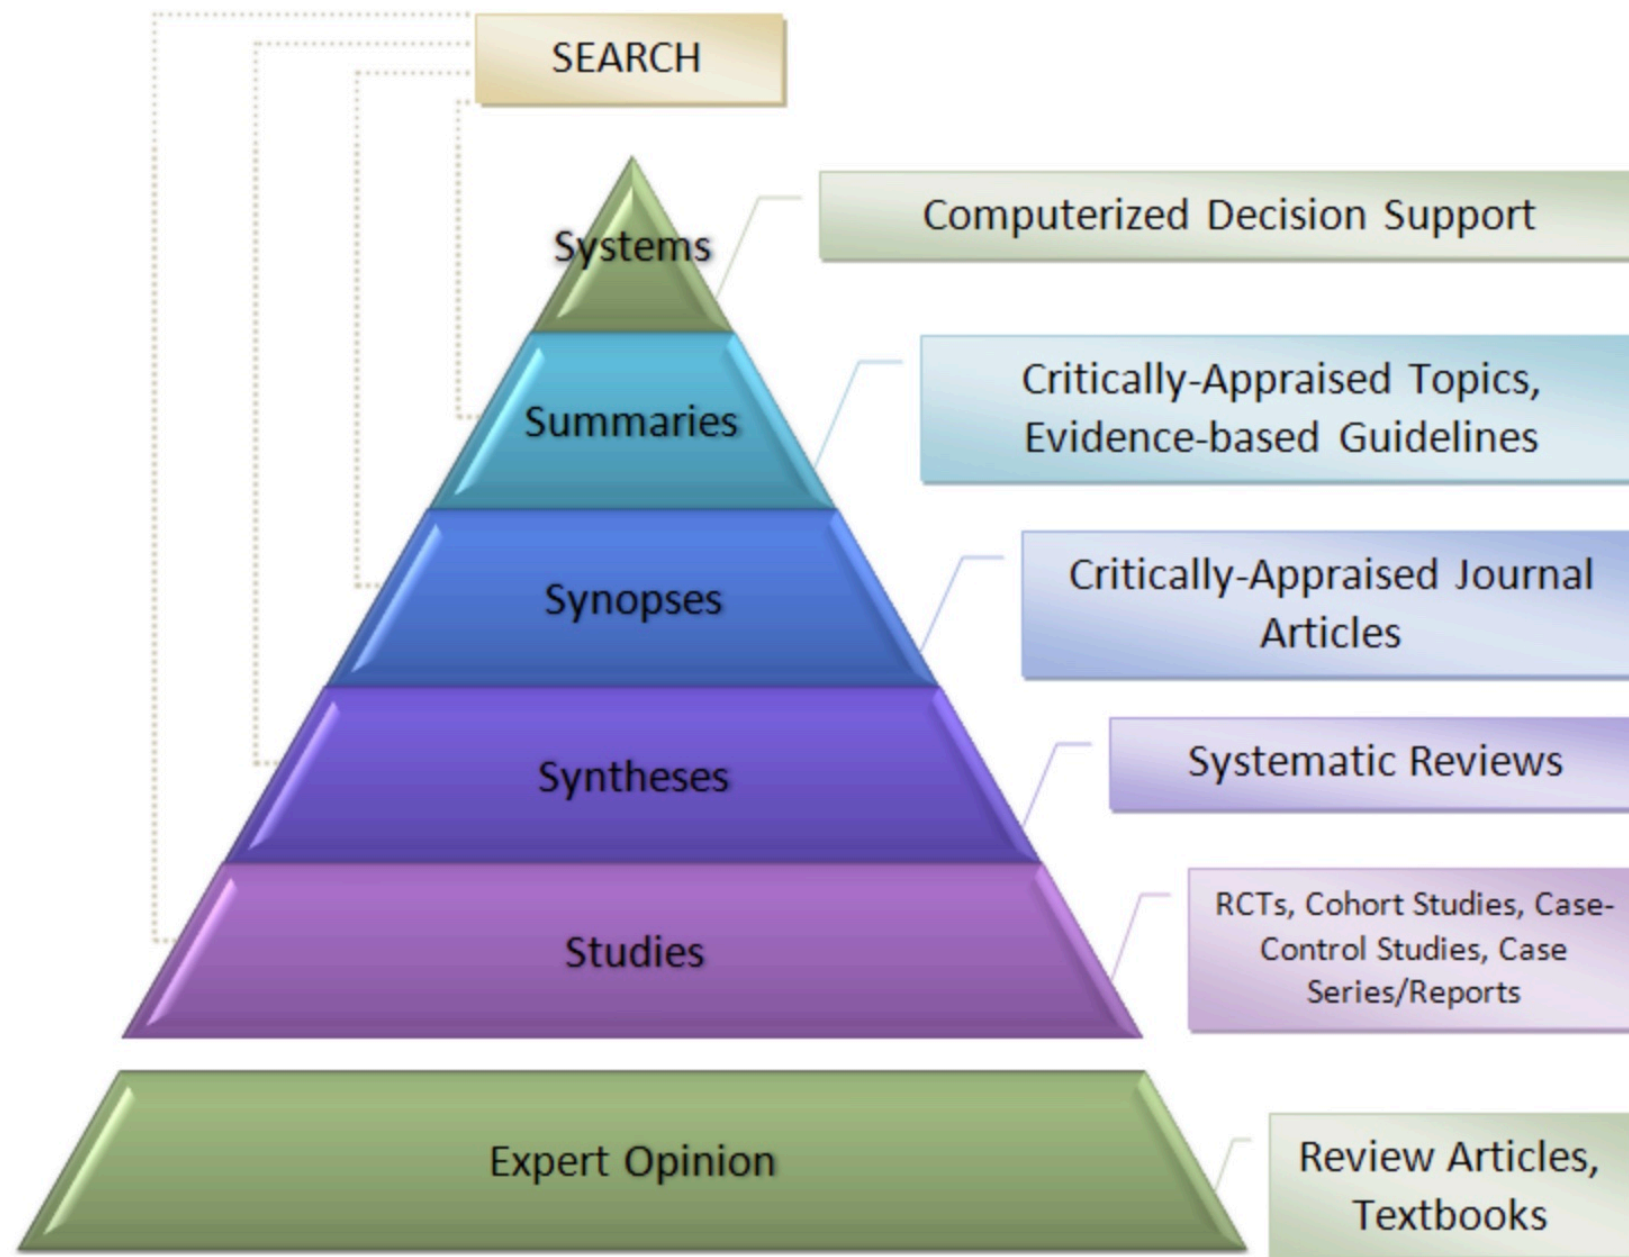 SEARCH
Systems
Computerized Decision Support
Summaries
Critically-Appraised Topics,
Evidence-based Guidelines
Synopses
Critically-Appraised Journal
Articles
Syntheses
Systematic Reviews
Studies
RCTs, Cohort Studies, Case-
Control Studies, Case
Series/Reports
Expert Opinion
Review Articles,
Textbooks